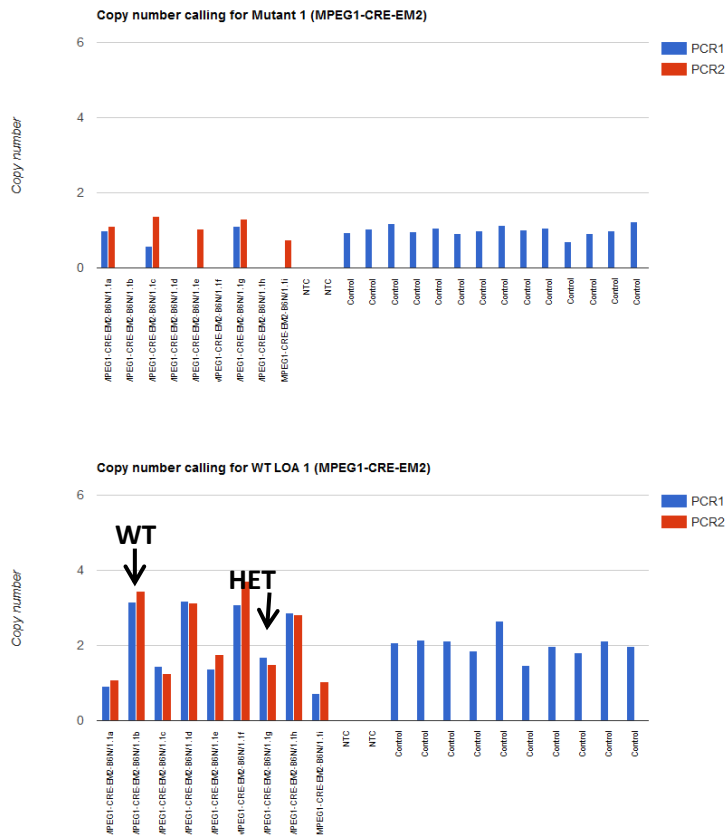 Copy number calling for Mutant 1 (MPEG1-CRE-EM2)
6
4
2
0
Copy number
PCR1
PCR2
MPEG1-CRE-EM2-B6N/1.1a
MPEG1-CRE-EM2-B6N/1.1b
MPEG1-CRE-EM2-B6N/1.1c
MPEG1-CRE-EM2-B6N/1.1d
MPEG1-CRE-EM2-B6N/1.1e
MPEG1-CRE-EM2-B6N/1.1f
MPEG1-CRE-EM2-B6N/1.1g
MPEG1-CRE-EM2-B6N/1.1h
MPEG1-CRE-EM2-B6N/1.1i
NTC
NTC
Control
Control
Control
Control
Control
Control
Control
Control
Control
Control
Control
Control
Control
Control
Copy number calling for WT LOA 1 (MPEG1-CRE-EM2)
6
4
2
0
Copy number
PCR1
PCR2
WT
HET
MPEG1-CRE-EM2-B6N/1.1a
MPEG1-CRE-EM2-B6N/1.1b
MPEG1-CRE-EM2-B6N/1.1c
MPEG1-CRE-EM2-B6N/1.1d
MPEG1-CRE-EM2-B6N/1.1e
MPEG1-CRE-EM2-B6N/1.1f
MPEG1-CRE-EM2-B6N/1.1g
MPEG1-CRE-EM2-B6N/1.1h
MPEG1-CRE-EM2-B6N/1.1i
NTC
NTC
Control
Control
Control
Control
Control
Control
Control
Control
Control
Control